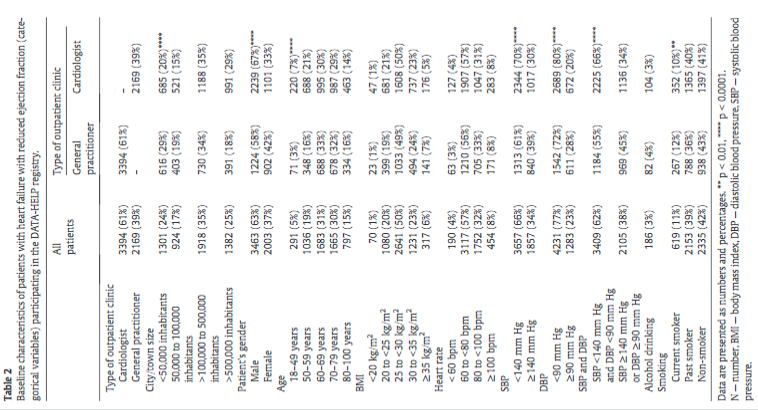 Table 2
Baseline characteristics of patients with heart failure with reduced ejection fraction (cate-
gorical variables) participating in the DATA-HELP registry.
All patients Type of outpatient clinic
General practitioner Cardiologist
Type of outpatient clinic
Cardiologist 3394 (61%) 3394 (61%) –
General practitioner 2169 (39%) – 2169 (39%)
City/town size
<50,000 inhabitants 1301 (24%) 616 (29%) 685 (20%)****
50,000 to 100,000 924 (17%) 403 (19%) 521 (15%)
inhabitants
>100,000 to 500,000 1918 (35%) 730 (34%) 1188 (35%)
inhabitants
>500,000 inhabitants 1382 (25%) 391 (18%) 991 (29%)
Patient's gender
Male 3463 (63%) 1224 (58%) 2239 (67%)****
Female 2003 (37%) 902 (42%) 1101 (33%)
Age
18–49 years 291 (5%) 71 (3%) 220 (7%)****
50–59 years 1036 (19%) 348 (16%) 688 (21%)
60–69 years 1683 (31%) 688 (33%) 995 (30%)
70–79 years 1665 (30%) 678 (32%) 987 (29%)
80–100 years 797 (15%) 334 (16%) 463 (14%)
BMI
<20 kg/m² 70 (1%) 23 (1%) 47 (1%)
20 to <25 kg/m² 1080 (20%) 399 (19%) 681 (21%)
25 to <30 kg/m² 2641 (50%) 1033 (49%) 1608 (50%)
30 to <35 kg/m² 1231 (23%) 494 (24%) 737 (23%)
≥35 kg/m² 317 (6%) 141 (7%) 176 (5%)
Heart rate
< 60 bpm 190 (4%) 63 (3%) 127 (4%)
60 to <80 bpm 3117 (57%) 1210 (56%) 1907 (57%)
80 to <100 bpm 1752 (32%) 705 (33%) 1047 (31%)
≥100 bpm 454 (8%) 171 (8%) 283 (8%)
SBP
<140 mm Hg 3657 (66%) 1313 (61%) 2344 (70%)****
≥140 mm Hg 1857 (34%) 840 (39%) 1017 (30%)
DBP
<90 mm Hg 4231 (77%) 1542 (72%) 2689 (80%)****
≥90 mm Hg 1283 (23%) 611 (28%) 672 (20%)
SBP and DBP
SBP <140 mm Hg 3409 (62%) 1184 (55%) 2225 (66%)****
and DBP <90 mm Hg
SBP ≥140 mm Hg 2105 (38%) 969 (45%) 1136 (34%)
or DBP ≥90 mm Hg
Alcohol drinking 186 (3%) 82 (4%) 104 (3%)
Smoking
Current smoker 619 (11%) 267 (12%) 352 (10%)**
Past smoker 2153 (39%) 788 (36%) 1365 (40%)
Non-smoker 2335 (42%) 938 (43%) 1397 (41%)
Data are presented as numbers and percentages. ** p < 0.01, **** p < 0.0001.
N – number, BMI – body mass index, DBP – diastolic blood pressure, SBP – systolic blood
pressure.